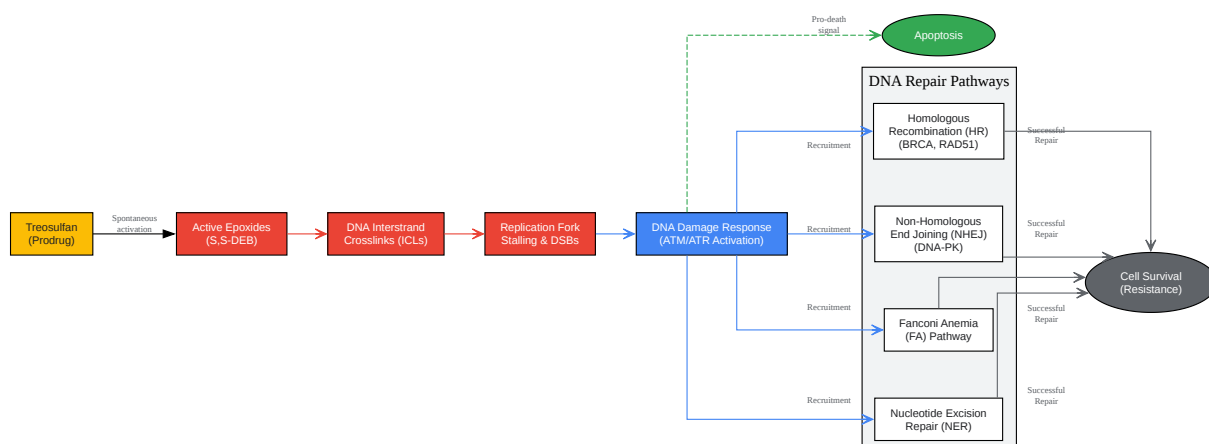 Pro-death
signal
Apoptosis
DNA Repair Pathways
Homologous
Recombination (HR)
(BRCA, RAD51)
Successful
Repair
Recruitment
Treosulfan
(Prodrug)
Spontaneous
activation
Active Epoxides
(S,S-DEB)
DNA Interstrand
Crosslinks (ICLs)
Replication Fork
Stalling & DSBs
DNA Damage Response
(ATM/ATR Activation)
Recruitment
Non-Homologous
End Joining (NHEJ)
(DNA-PK)
Successful
Repair
Cell Survival
(Resistance)
Recruitment
Fanconi Anemia
(FA) Pathway
Successful
Repair
Recruitment
Nucleotide Excision
Repair (NER)
Successful
Repair